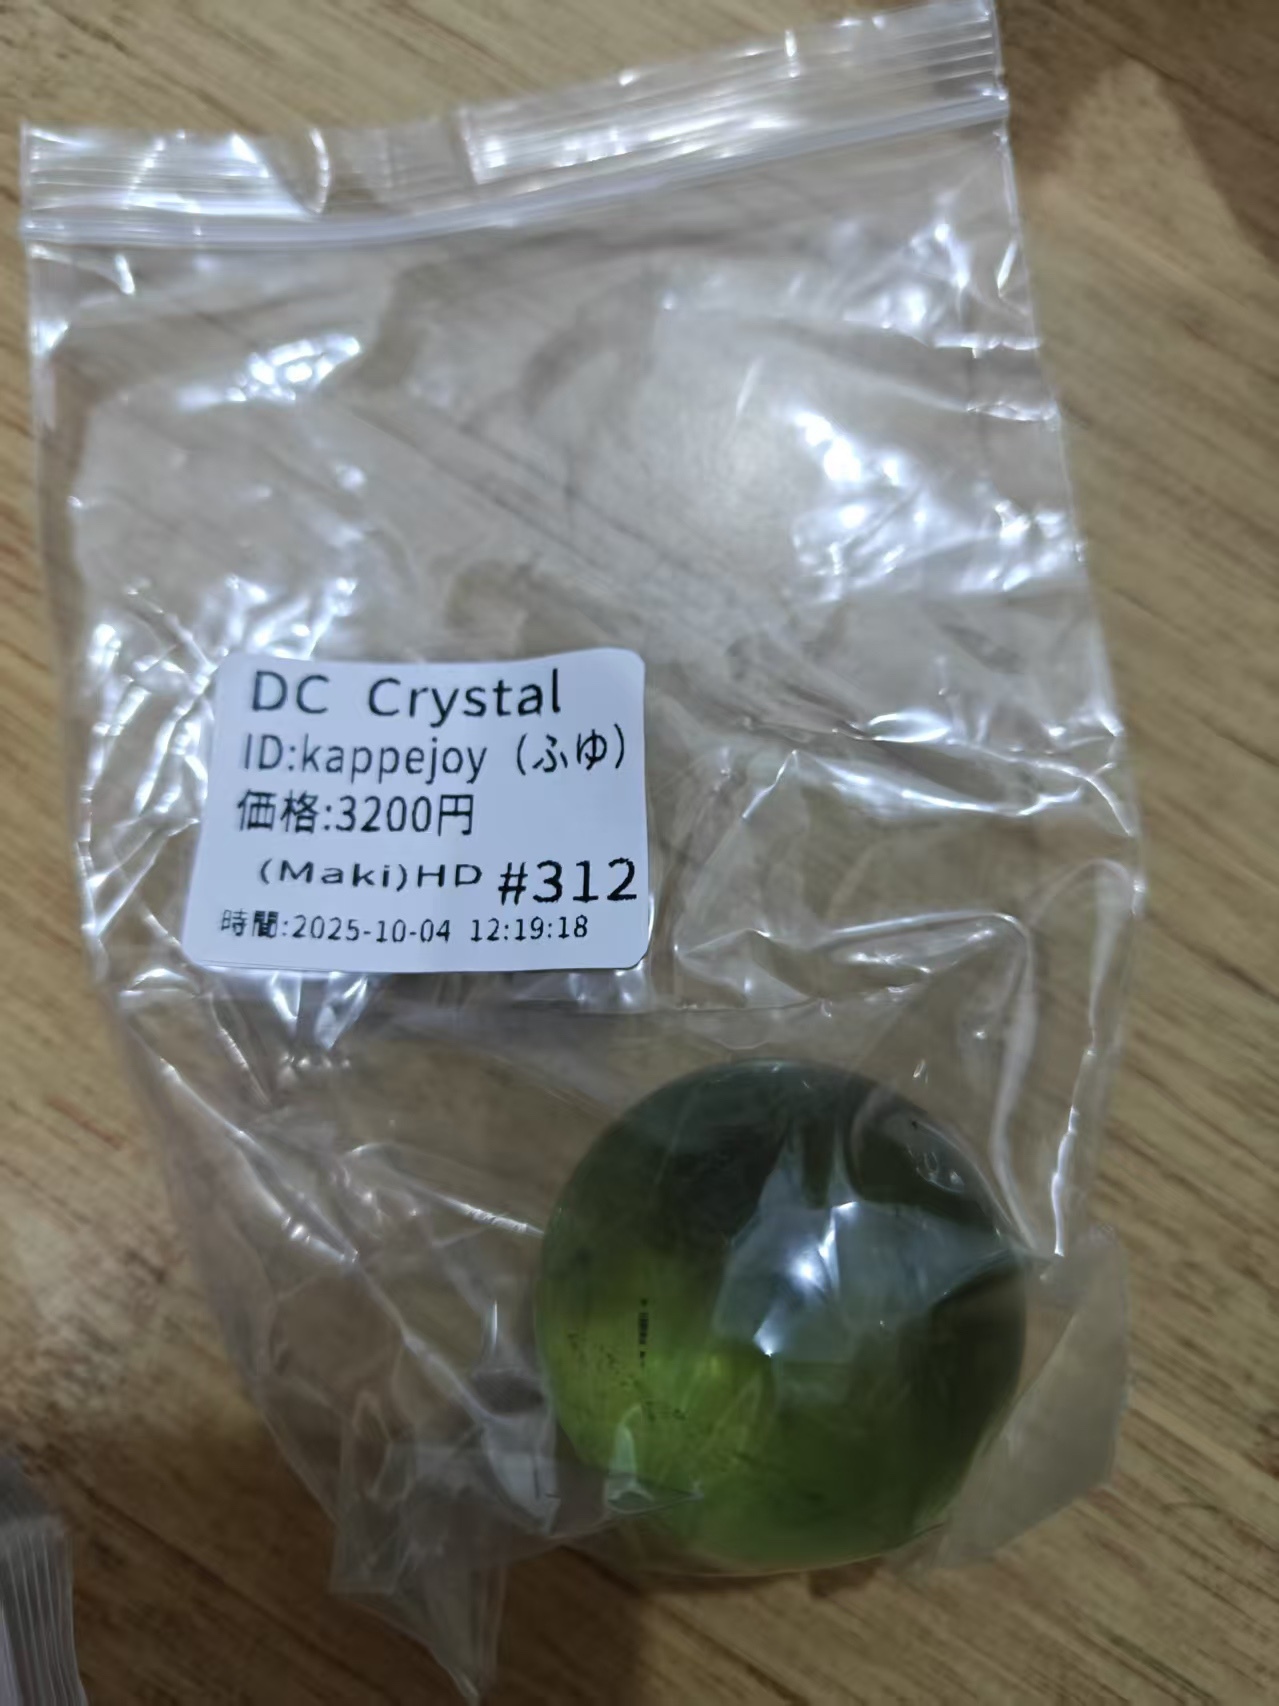 DC Crystal
ID:kappejoy（ふゆ）
価格:3200円
(Maki)HD #312
時間:2025-10-04 12:19:18